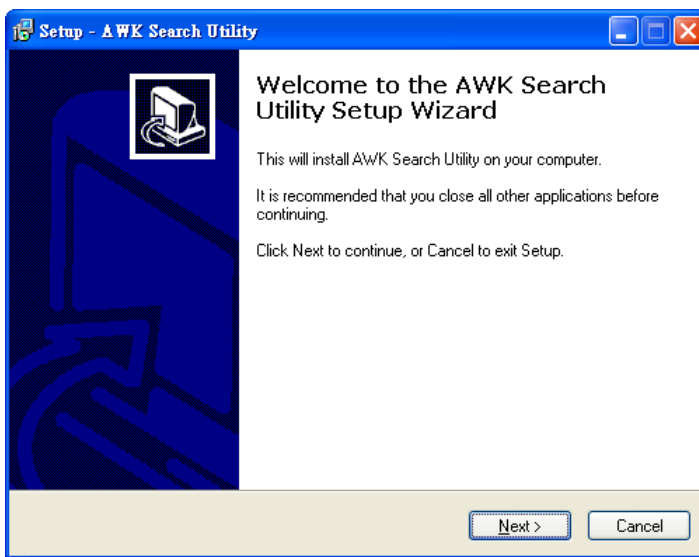 Setup - AWK Search Utility
Welcome to the AWK Search
Utility Setup Wizard
This will install AWK Search Utility on your computer.
It is recommended that you close all other applications before
continuing.
Click Next to continue, or Cancel to exit Setup.
Next >
Cancel